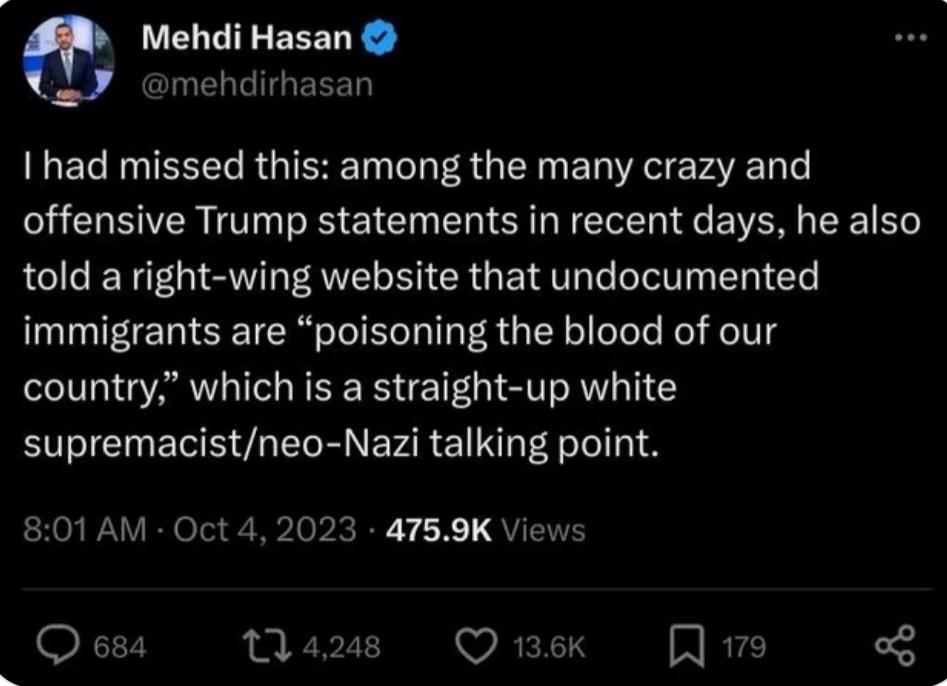 Mehdi Hasan
@mehdirhasan
I had missed this: among the many crazy and
offensive Trump statements in recent days, he also
told a right-wing website that undocumented
immigrants are “poisoning the blood of our
country,” which is a straight-up white
supremacist/neo-Nazi talking point.
8:01 AM · Oct 4, 2023 · 475.9K Views
684 4,248 13.6K 179